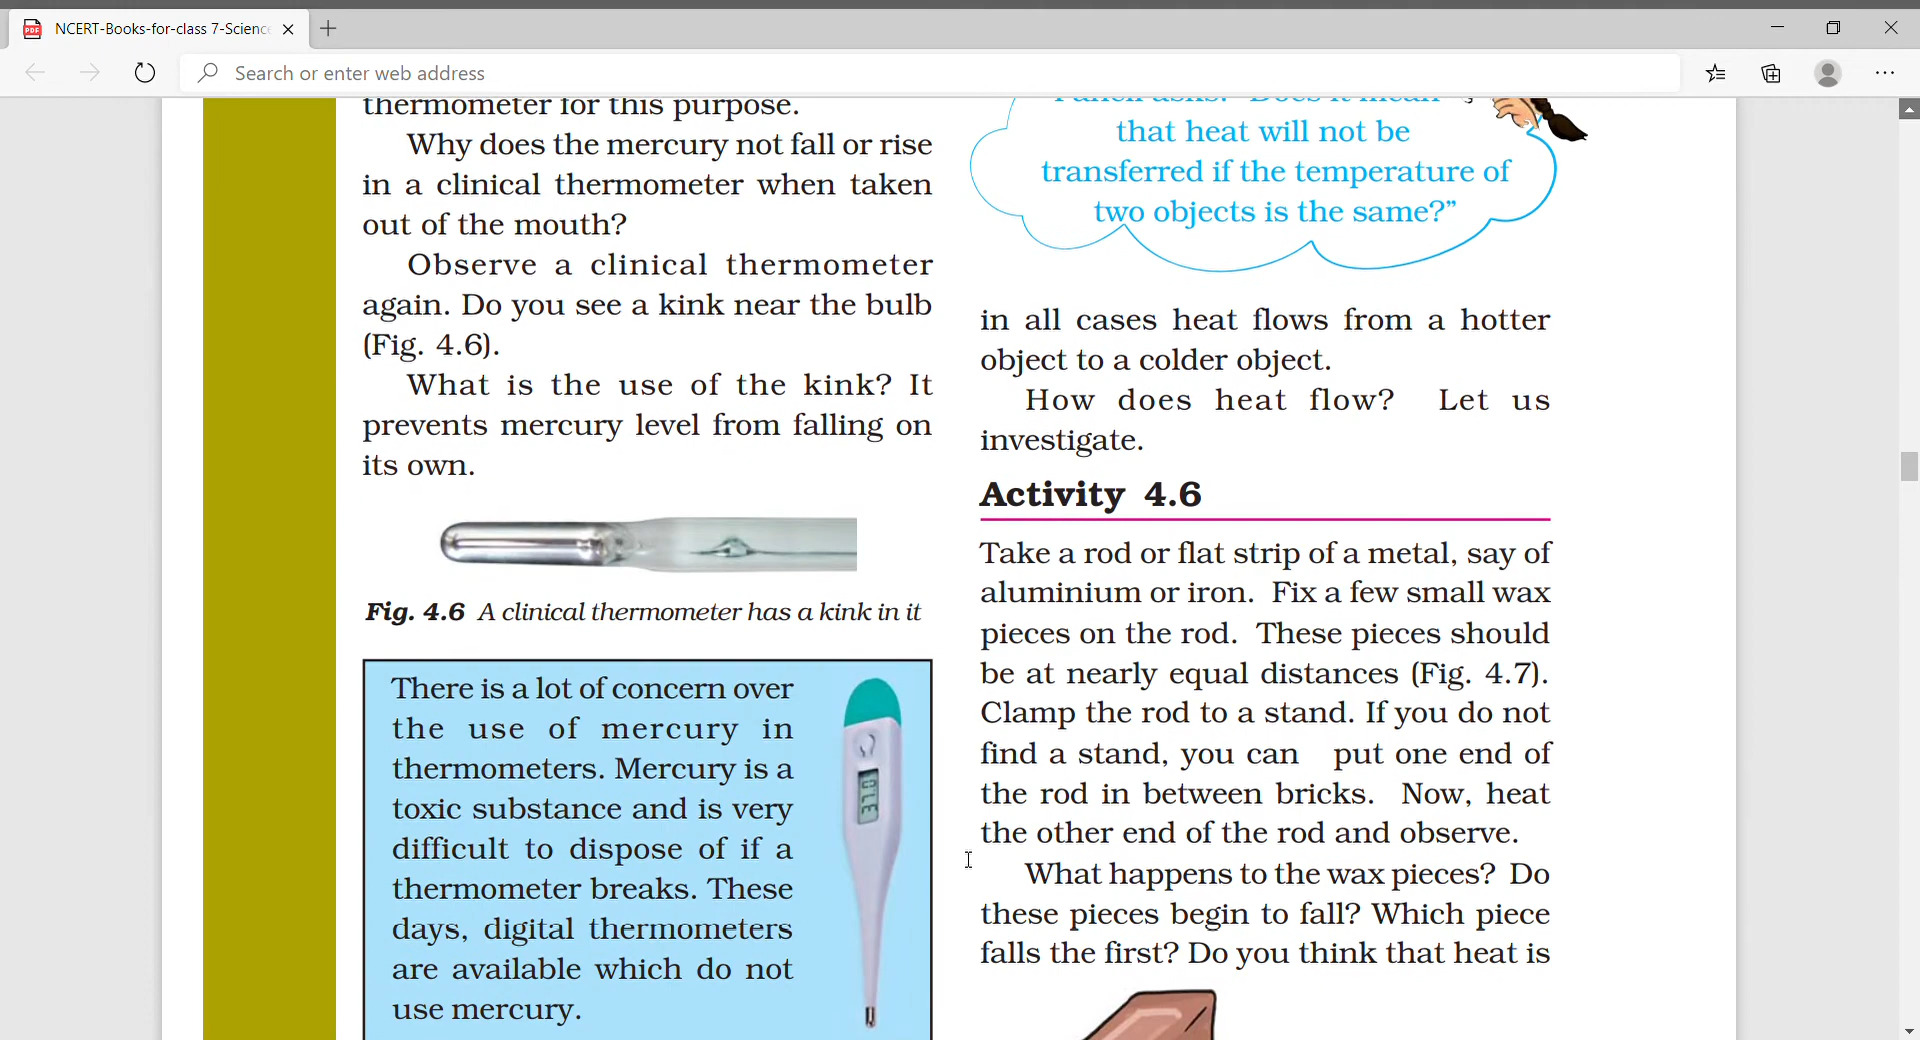 NCERT-Books-for-class 7-Science
Search or enter web address
thermometer for this purpose.
Why does the mercury not fall or rise
in a clinical thermometer when taken
out of the mouth?
Observe a clinical thermometer
again. Do you see a kink near the bulb
(Fig. 4.6).
What is the use of the kink? It
prevents mercury level from falling on
its own.
Fig. 4.6 A clinical thermometer has a kink in it
There is a lot of concern over
the use of mercury in
thermometers. Mercury is a
toxic substance and is very
difficult to dispose of if a
thermometer breaks. These
days, digital thermometers
are available which do not
use mercury.
asks: "Does it mean
that heat will not be
transferred if the temperature of
two objects is the same?"
in all cases heat flows from a hotter
object to a colder object.
How does heat flow? Let us
investigate.
Activity 4.6
Take a rod or flat strip of a metal, say of
aluminium or iron. Fix a few small wax
pieces on the rod. These pieces should
be at nearly equal distances (Fig. 4.7).
Clamp the rod to a stand. If you do not
find a stand, you can put one end of
the rod in between bricks. Now, heat
the other end of the rod and observe.
What happens to the wax pieces? Do
these pieces begin to fall? Which piece
falls the first? Do you think that heat is